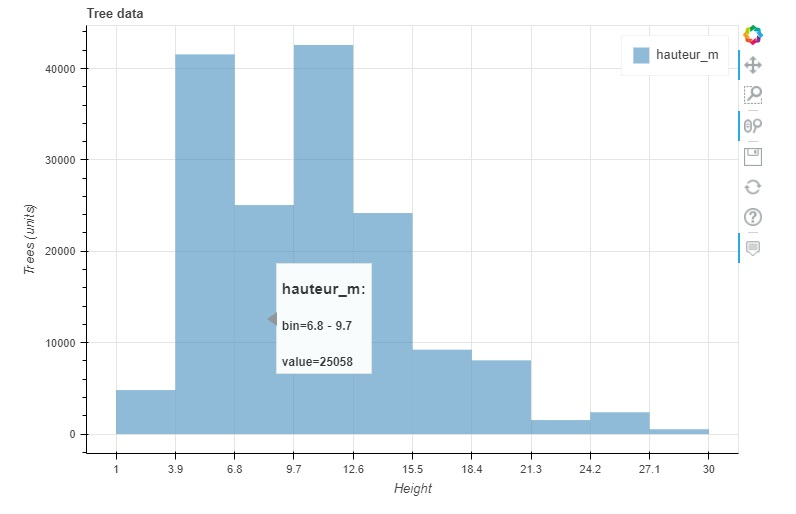 Tree data
hauteur_m
40000
30000
20000
10000
0
Trees (units)
hauteur_m:
bin=6.8 - 9.7
value=25058
1 3.9 6.8 9.7 12.6 15.5 18.4 21.3 24.2 27.1 30
Height